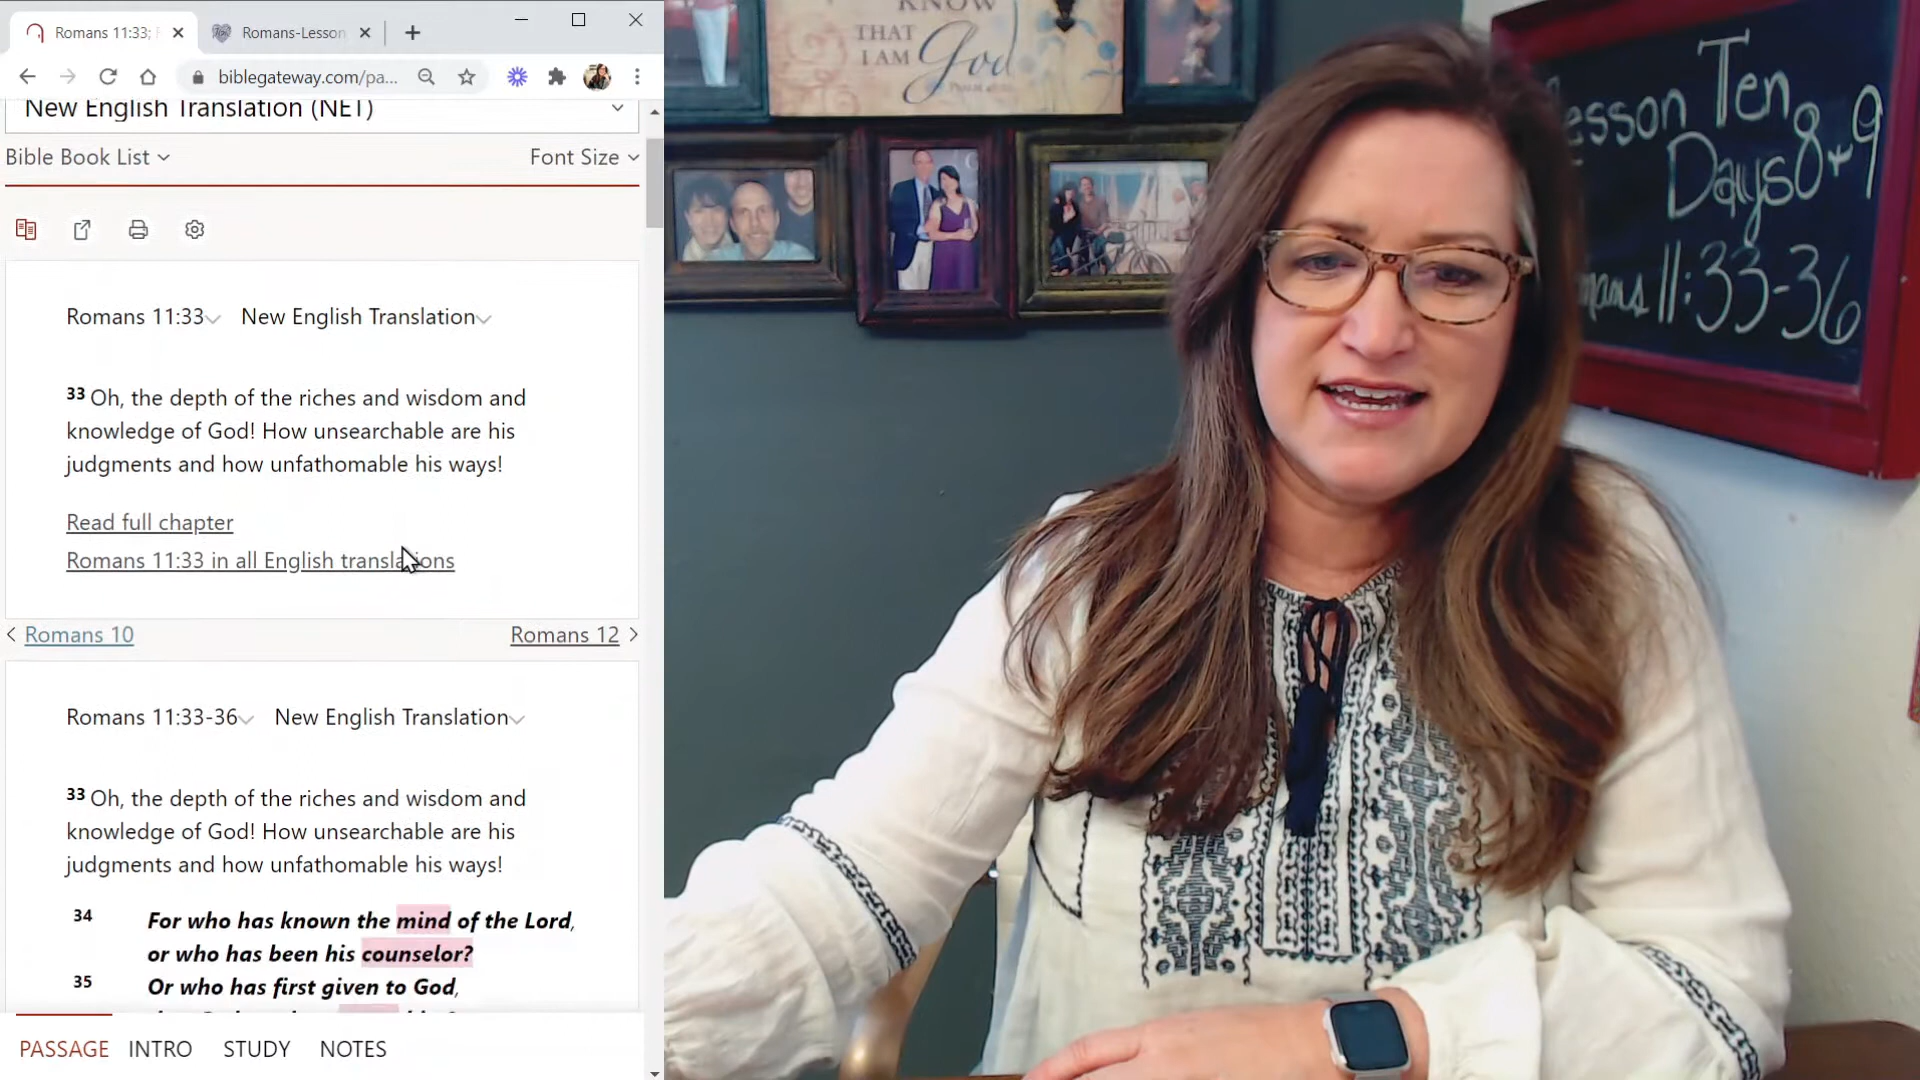 Romans 11:33;
Romans-Lesson
biblegateway.com/pa...
New English Translation (NET)
Bible Book List
Font Size
Romans 11:33 New English Translation
33 Oh, the depth of the riches and wisdom and
knowledge of God! How unsearchable are his
judgments and how unfathomable his ways!
Read full chapter
Romans 11:33 in all English translations
Romans 10
Romans 12
Romans 11:33-36 New English Translation
33 Oh, the depth of the riches and wisdom and
knowledge of God! How unsearchable are his
judgments and how unfathomable his ways!
34 For who has known the mind of the Lord,
or who has been his counselor?
35 Or who has first given to God,
PASSAGE INTRO STUDY NOTES
KNOW
THAT
I AM God
esson Ten
Days 8+9
mans 11:33-36